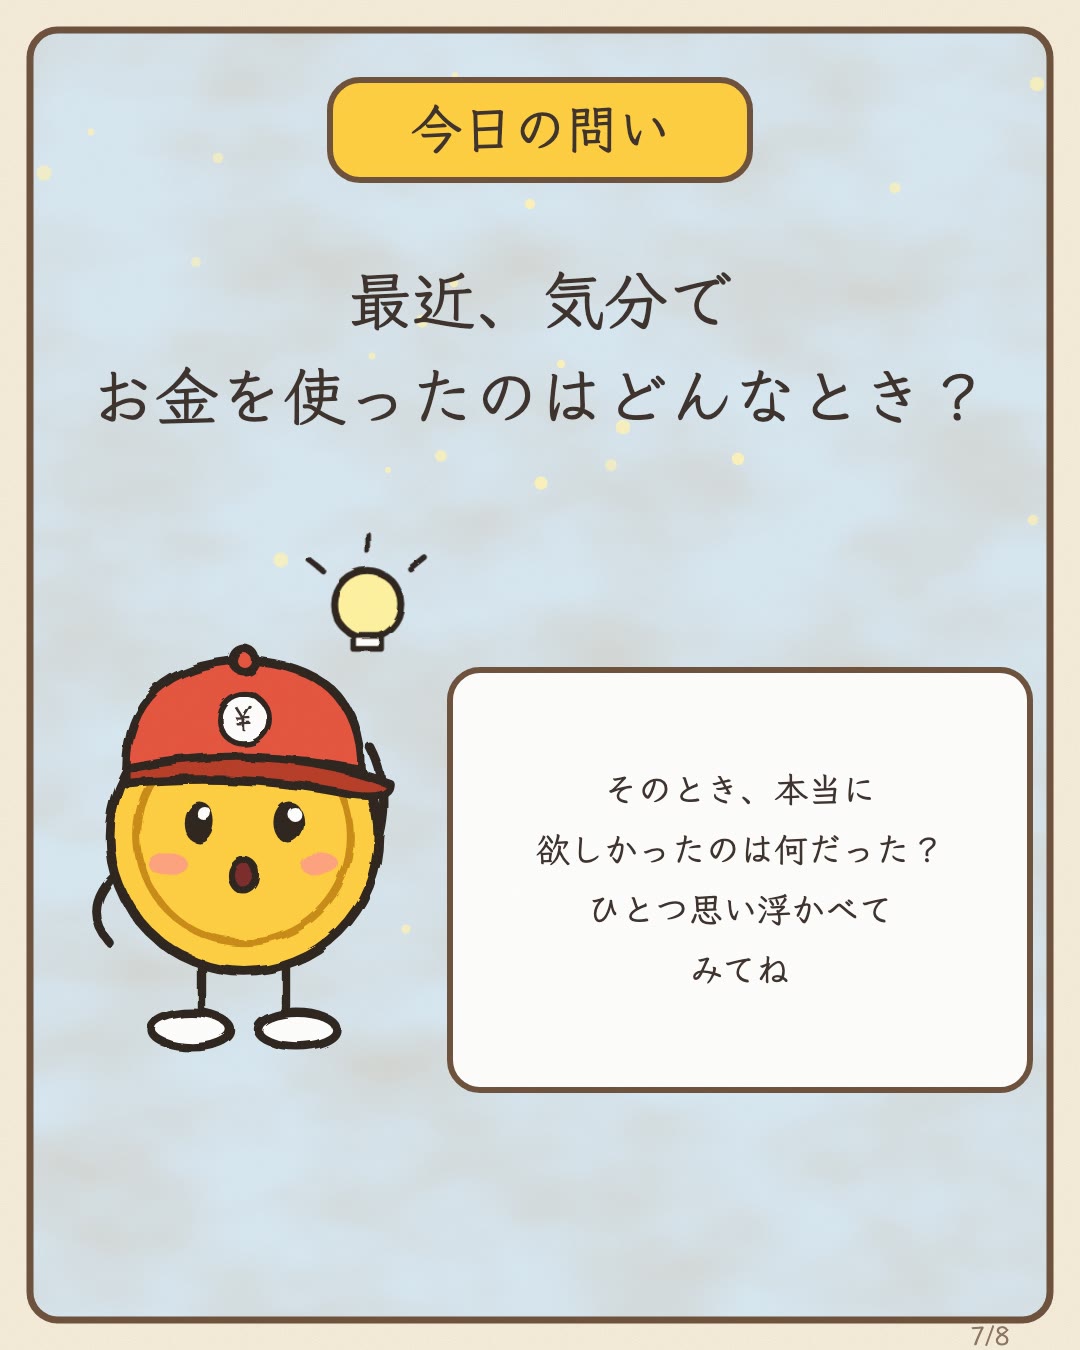 今日の問い
最近、気分で
お金を使ったのはどんなとき？
¥
そのとき、本当に
欲しかったのは何だった？
ひとつ思い浮かべて
みてね
7/8